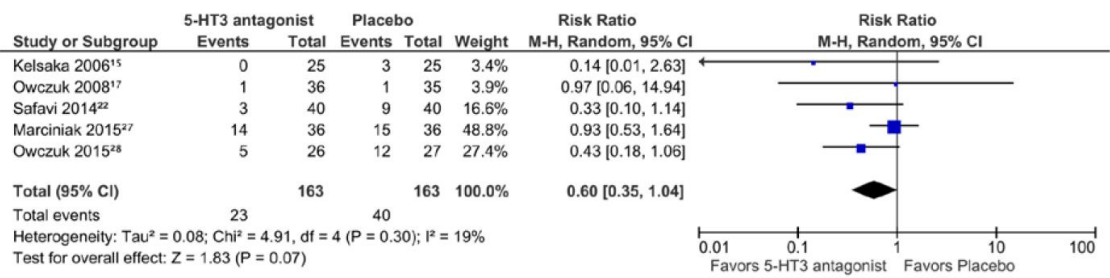 5-HT3 antagonist Placebo Risk Ratio Risk Ratio
Study or Subgroup Events Total Events Total Weight M-H, Random, 95% CI M-H, Random, 95% CI
Kelsaka 2006¹⁵ 0 25 3 25 3.4% 0.14 [0.01, 2.63]
Owczuk 2008¹⁷ 1 36 1 35 3.9% 0.97 [0.06, 14.94]
Safavi 2014²² 3 40 9 40 16.6% 0.33 [0.10, 1.14]
Marciniak 2015²⁷ 14 36 15 36 48.8% 0.93 [0.53, 1.64]
Owczuk 2015²⁸ 5 26 12 27 27.4% 0.43 [0.18, 1.06]
Total (95% CI) 163 163 100.0% 0.60 [0.35, 1.04]
Total events 23 40
Heterogeneity: Tau² = 0.08; Chi² = 4.91, df = 4 (P = 0.30); I² = 19%
Test for overall effect: Z = 1.83 (P = 0.07)
0.01 0.1 1 10 100
Favors 5-HT3 antagonist Favors Placebo